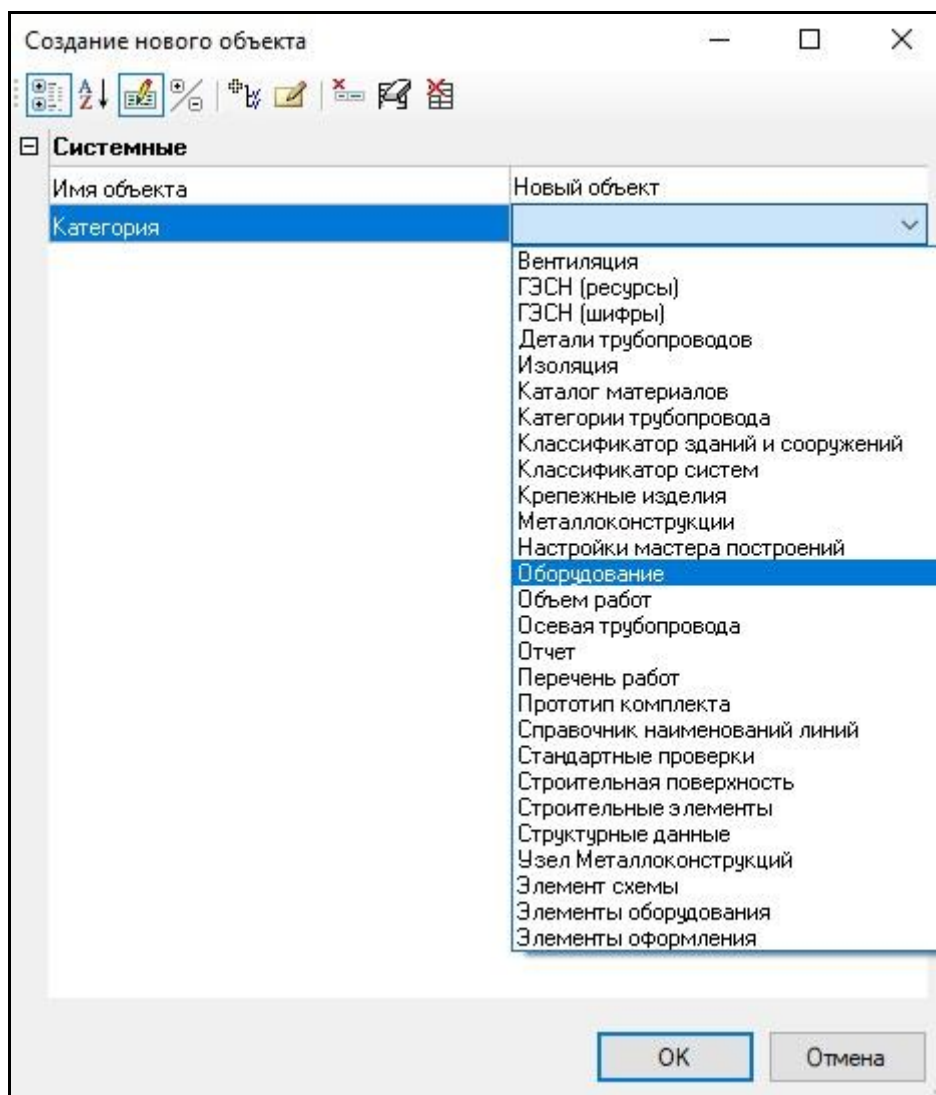 Создание нового объекта
Системные
Имя объекта Новый объект
Категория
Вентиляция
ГЭСН (ресурсы)
ГЭСН (шифры)
Детали трубопроводов
Изоляция
Каталог материалов
Категории трубопровода
Классификатор зданий и сооружений
Классификатор систем
Крепежные изделия
Металлоконструкции
Настройки мастера построений
Оборудование
Объем работ
Осевая трубопровода
Отчет
Перечень работ
Прототип комплекта
Справочник наименований линий
Стандартные проверки
Строительная поверхность
Строительные элементы
Структурные данные
Узел Металлоконструкций
Элемент схемы
Элементы оборудования
Элементы оформления
OK Отмена